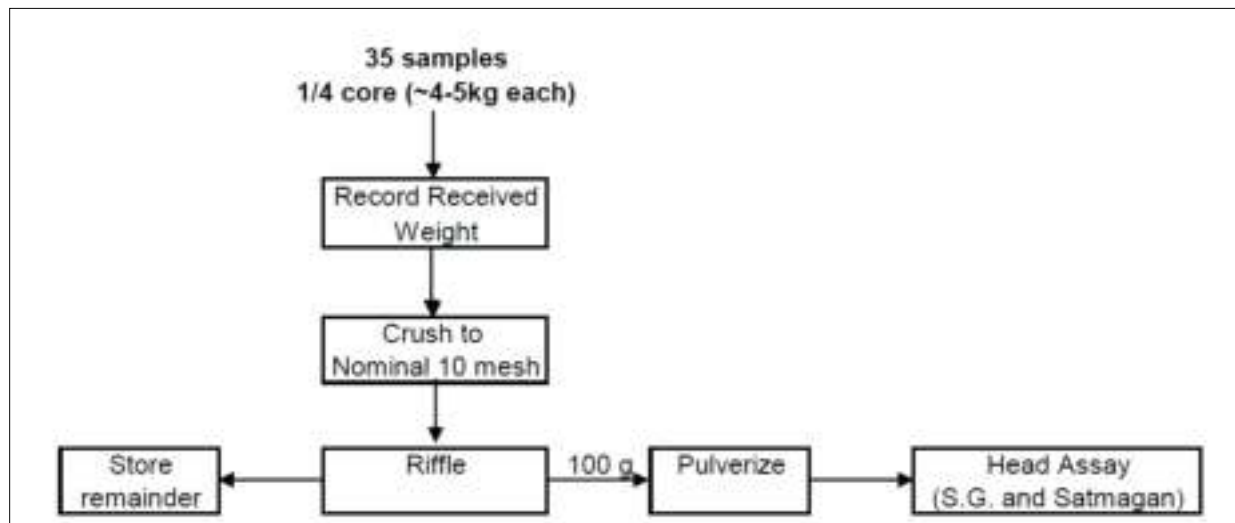 35 samples
1/4 core (~4-5kg each)
Record Received
Weight
Crush to
Nominal 10 mesh
Store
remainder
Riffle
100 g
Pulverize
Head Assay
(S.G. and Satmagan)